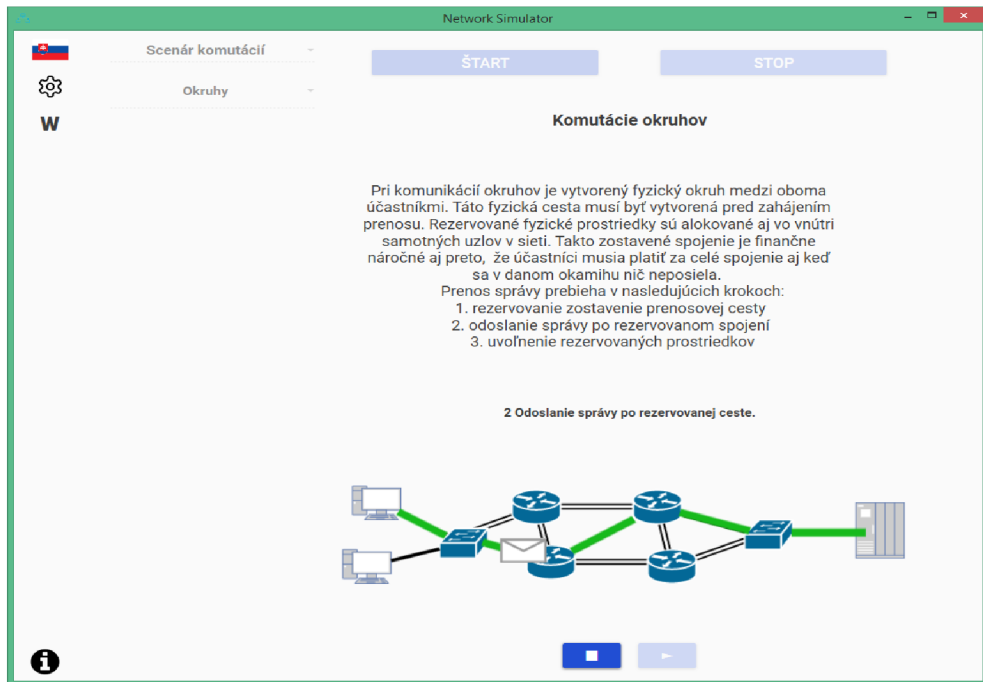 Network Simulator
Scenár komutácií
ŠTART
STOP
Okruhy
W
Komutácie okruhov
Pri komunikácií okruhov je vytvorený fyzický okruh medzi oboma
účastníkmi. Táto fyzická cesta musí byť vytvorená pred zahájením
prenosu. Rezervované fyzické prostriedky sú alokované aj vo vnútri
samotných uzlov v sieti. Takto zostavené spojenie je finančne
náročné aj preto, že účastníci musia platiť za celé spojenie aj keď
sa v danom okamihu nič neposiela.
Prenos správy prebieha v nasledujúcich krokoch:
1. rezervovanie zostavenie prenosovej cesty
2. odoslanie správy po rezervovanom spojení
3. uvoľnenie rezervovaných prostriedkov
2 Odoslanie správy po rezervovanej ceste.